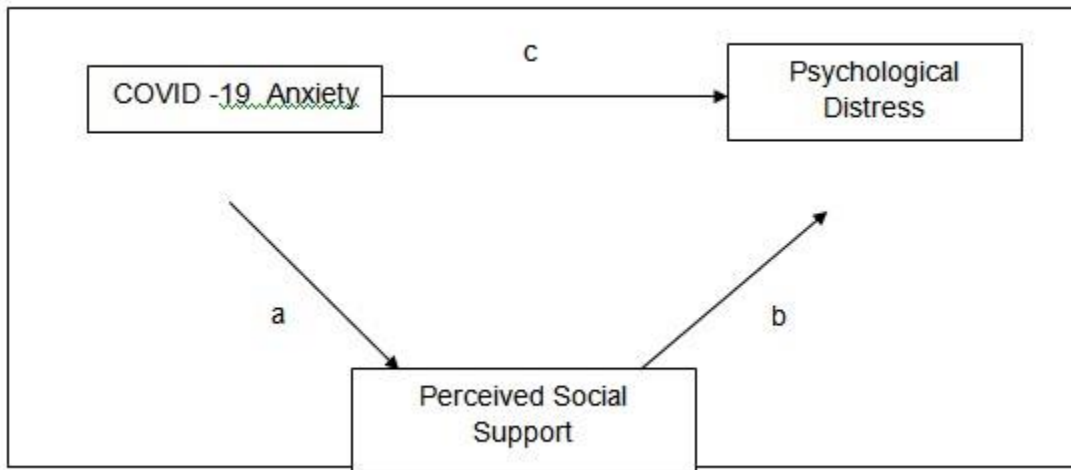 c
COVID -19 Anxiety
Psychological
Distress
a
b
Perceived Social
Support